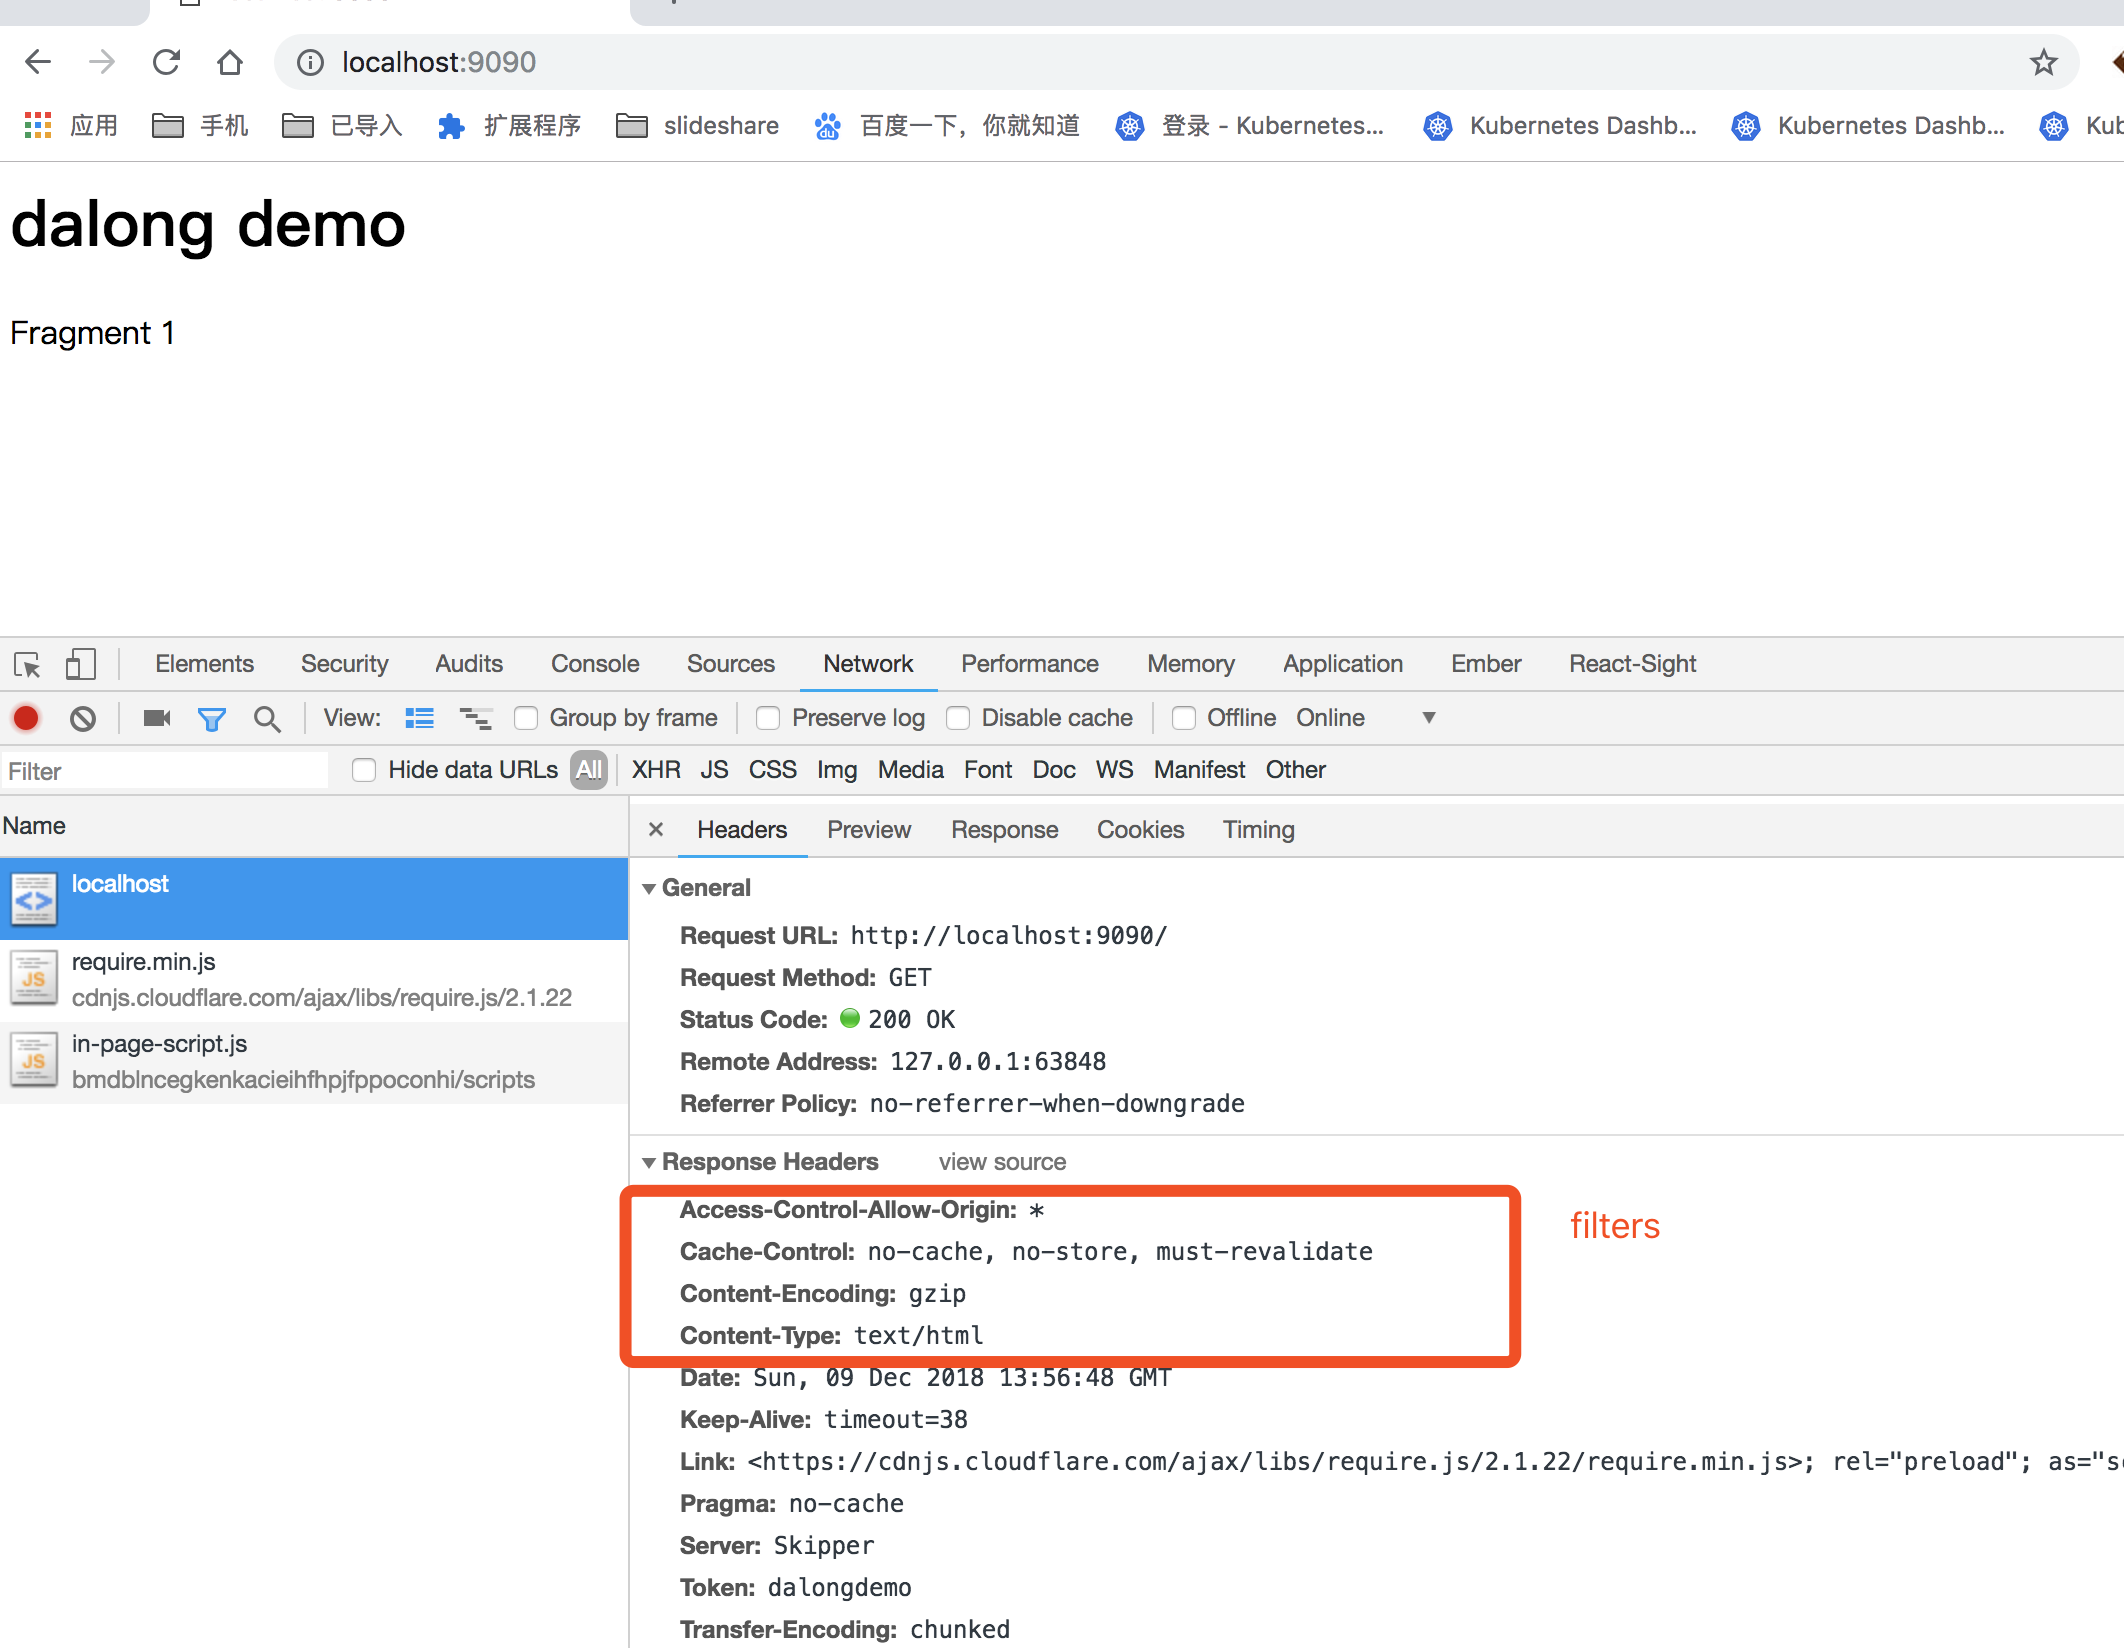 localhost:9090
应用 手机 已导入 扩展程序 slideshare 百度一下，你就知道 登录 - Kubernetes... Kubernetes Dashb... Kubernetes Dashb...
dalong demo
Fragment 1
Elements Security Audits Console Sources Network Performance Memory Application Ember React-Sight
View: Group by frame Preserve log Disable cache Offline Online
Filter Hide data URLs All XHR JS CSS Img Media Font Doc WS Manifest Other
Name
localhost
require.min.js
cdnjs.cloudflare.com/ajax/libs/require.js/2.1.22
in-page-script.js
bmdblncegkenkacieihfhpjfppoconhi/scripts
× Headers Preview Response Cookies Timing
General
Request URL: http://localhost:9090/
Request Method: GET
Status Code: 200 OK
Remote Address: 127.0.0.1:63848
Referrer Policy: no-referrer-when-downgrade
Response Headers view source
Access-Control-Allow-Origin: *
filters
Cache-Control: no-cache, no-store, must-revalidate
Content-Encoding: gzip
Content-Type: text/html
Date: Sun, 09 Dec 2018 13:56:48 GMT
Keep-Alive: timeout=38
Link: <https://cdnjs.cloudflare.com/ajax/libs/require.js/2.1.22/require.min.js>; rel="preload"; as="s
Pragma: no-cache
Server: Skipper
Token: dalongdemo
Transfer-Encoding: chunked